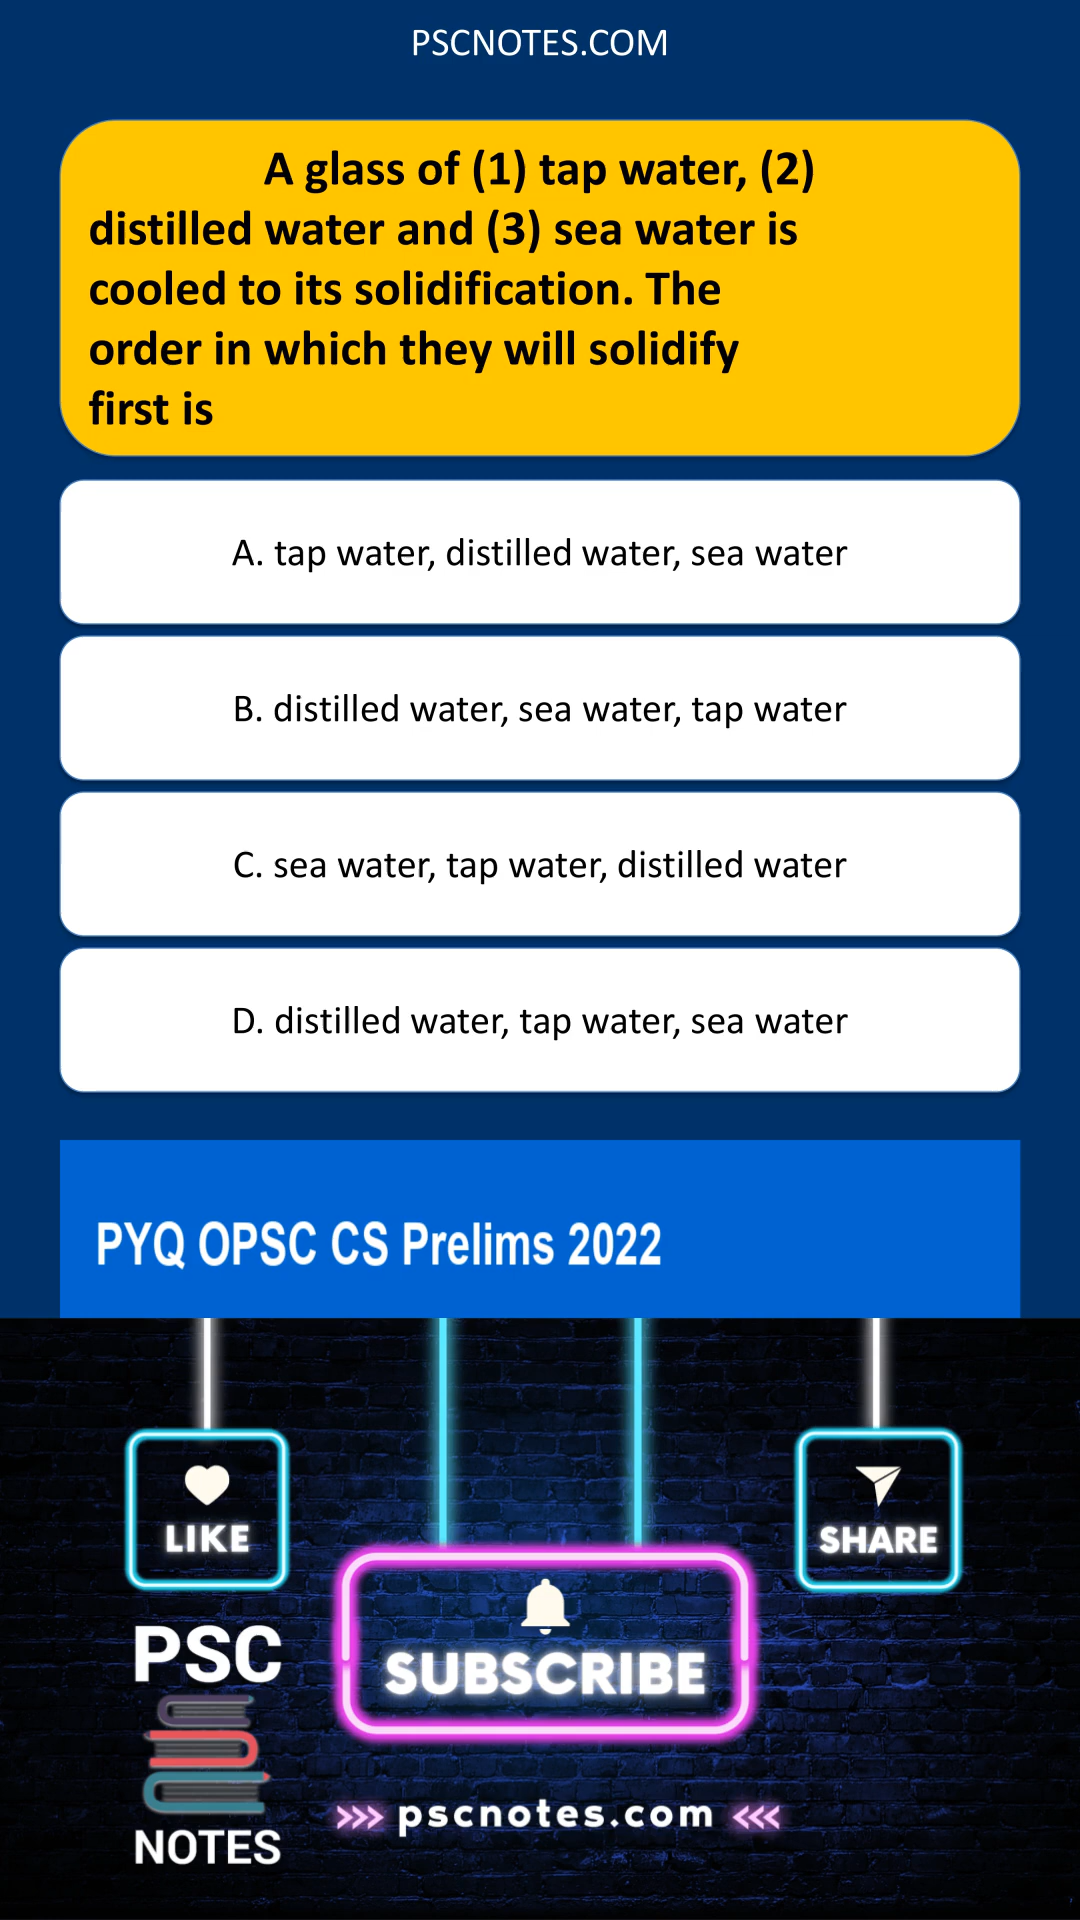 PSCNOTES.COM
A glass of (1) tap water, (2)
distilled water and (3) sea water is
cooled to its solidification. The
order in which they will solidify
first is
A. tap water, distilled water, sea water
B. distilled water, sea water, tap water
C. sea water, tap water, distilled water
D. distilled water, tap water, sea water
PYQ OPSC CS Prelims 2022
LIKE
SHARE
PSC
SUBSCRIBE
>>> pscnotes.com <<<
NOTES